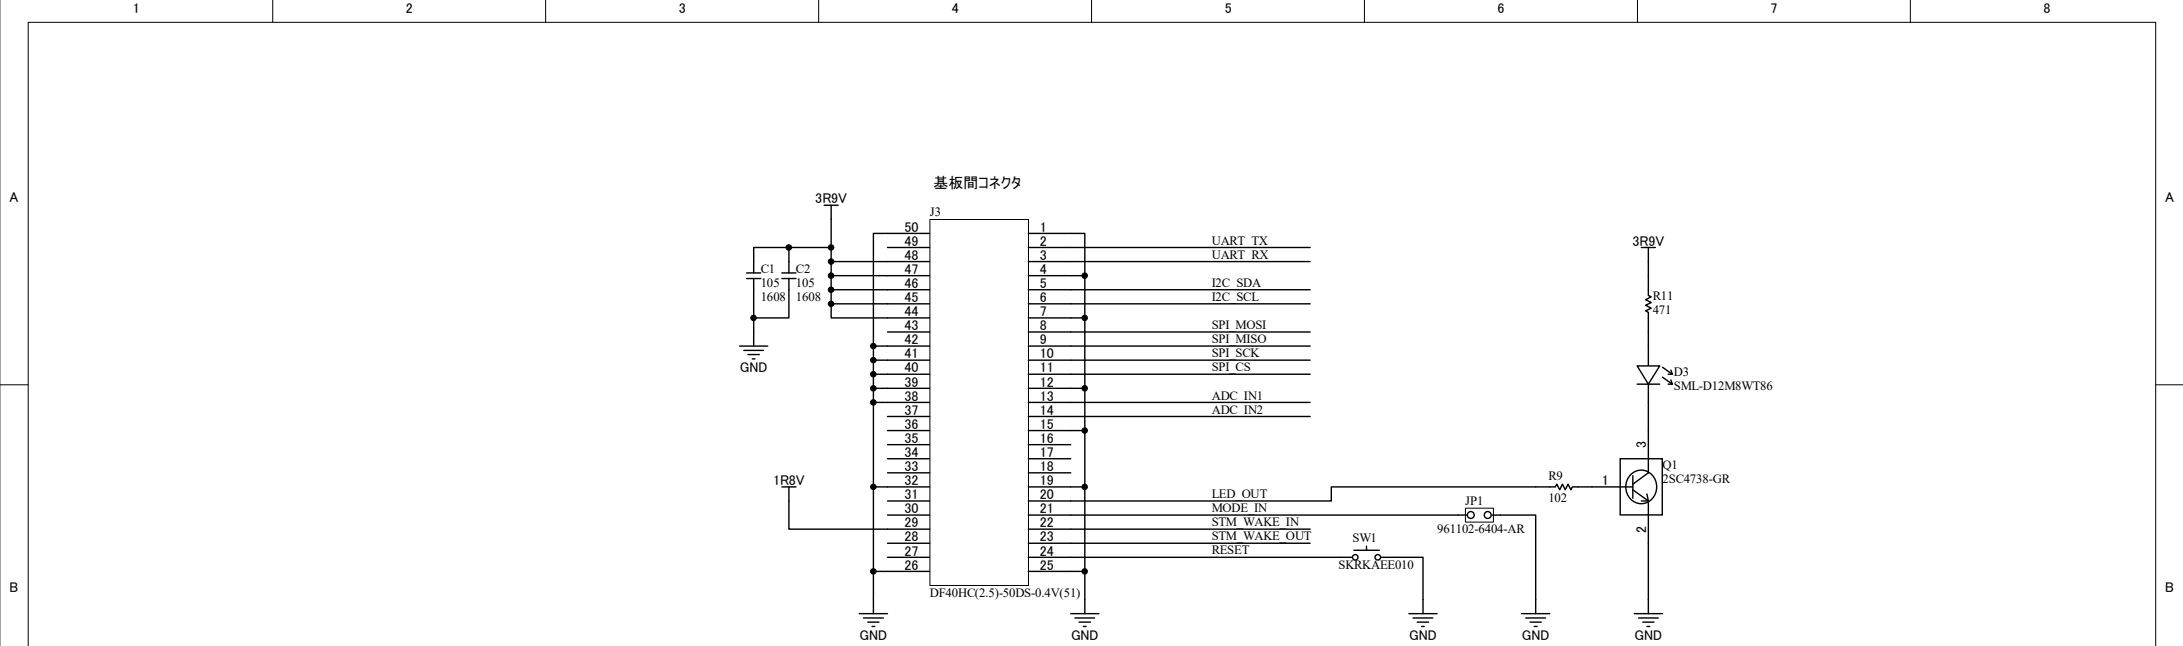 1 2 3 4 5 6 7 8
A A
基板間コネクタ
3R9V
J3
50 1
49 2 UART_TX
48 3 UART_RX
47 4
46 5 I2C_SDA
45 6 I2C_SCL
44 7
43 8 SPI_MOSI
42 9 SPI_MISO
41 10 SPI_SCK
40 11 SPI_CS
39 12
38 13 ADC_IN1
37 14 ADC_IN2
36 15
35 16
34 17
33 18
32 19
31 20 LED_OUT
30 21 MODE_IN
29 22 STM_WAKE_IN
28 23 STM_WAKE_OUT
27 24 RESET
26 25
DF40HC(2.5)-50DS-0.4V(51)
C1
105
1608
C2
105
1608
GND
1R8V
GND
GND
SW1
SKRKAEE010
GND
JP1
961102-6404-AR
GND
3R9V
R11
471
D3
SML-D12M8WT86
3
Q1
2SC4738-GR
R9
102
1
2
GND
B B